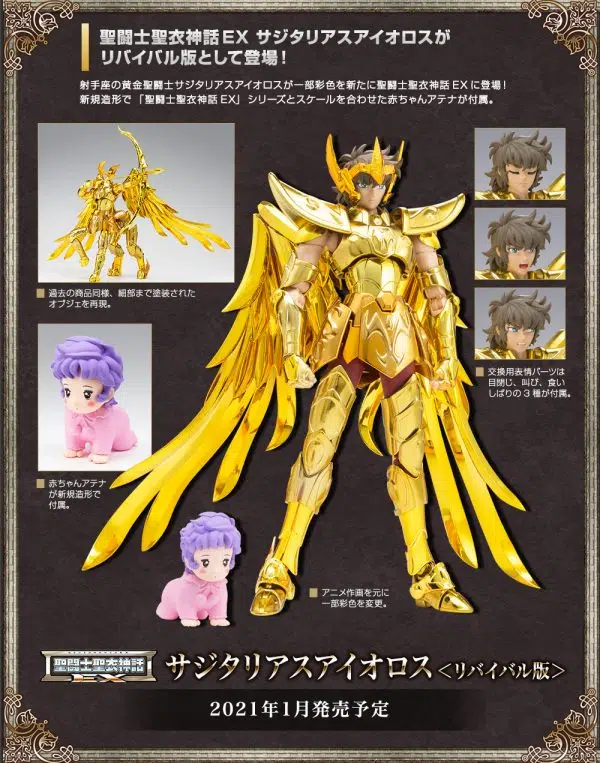 聖闘士聖衣神話EX サジタリアスアイオロスが
リバイバル版として登場！
射手座の黄金聖闘士サジタリアスアイオロスが一部彩色を新たに聖闘士聖衣神話EXに登場！
新規造形で「聖闘士聖衣神話EX」シリーズとスケールを合わせた赤ちゃんアテナが付属。
過去の商品同様、細部まで塗装された
オブジェを再現。
交換用表情パーツは
目閉じ、叫び、食い
しばりの3種が付属。
赤ちゃんアテナ
が新規造形で
付属。
アニメ作画を元に
一部彩色を変更。
聖闘士聖衣神話
EX
サジタリアスアイオロス＜リバイバル版＞
2021年1月発売予定